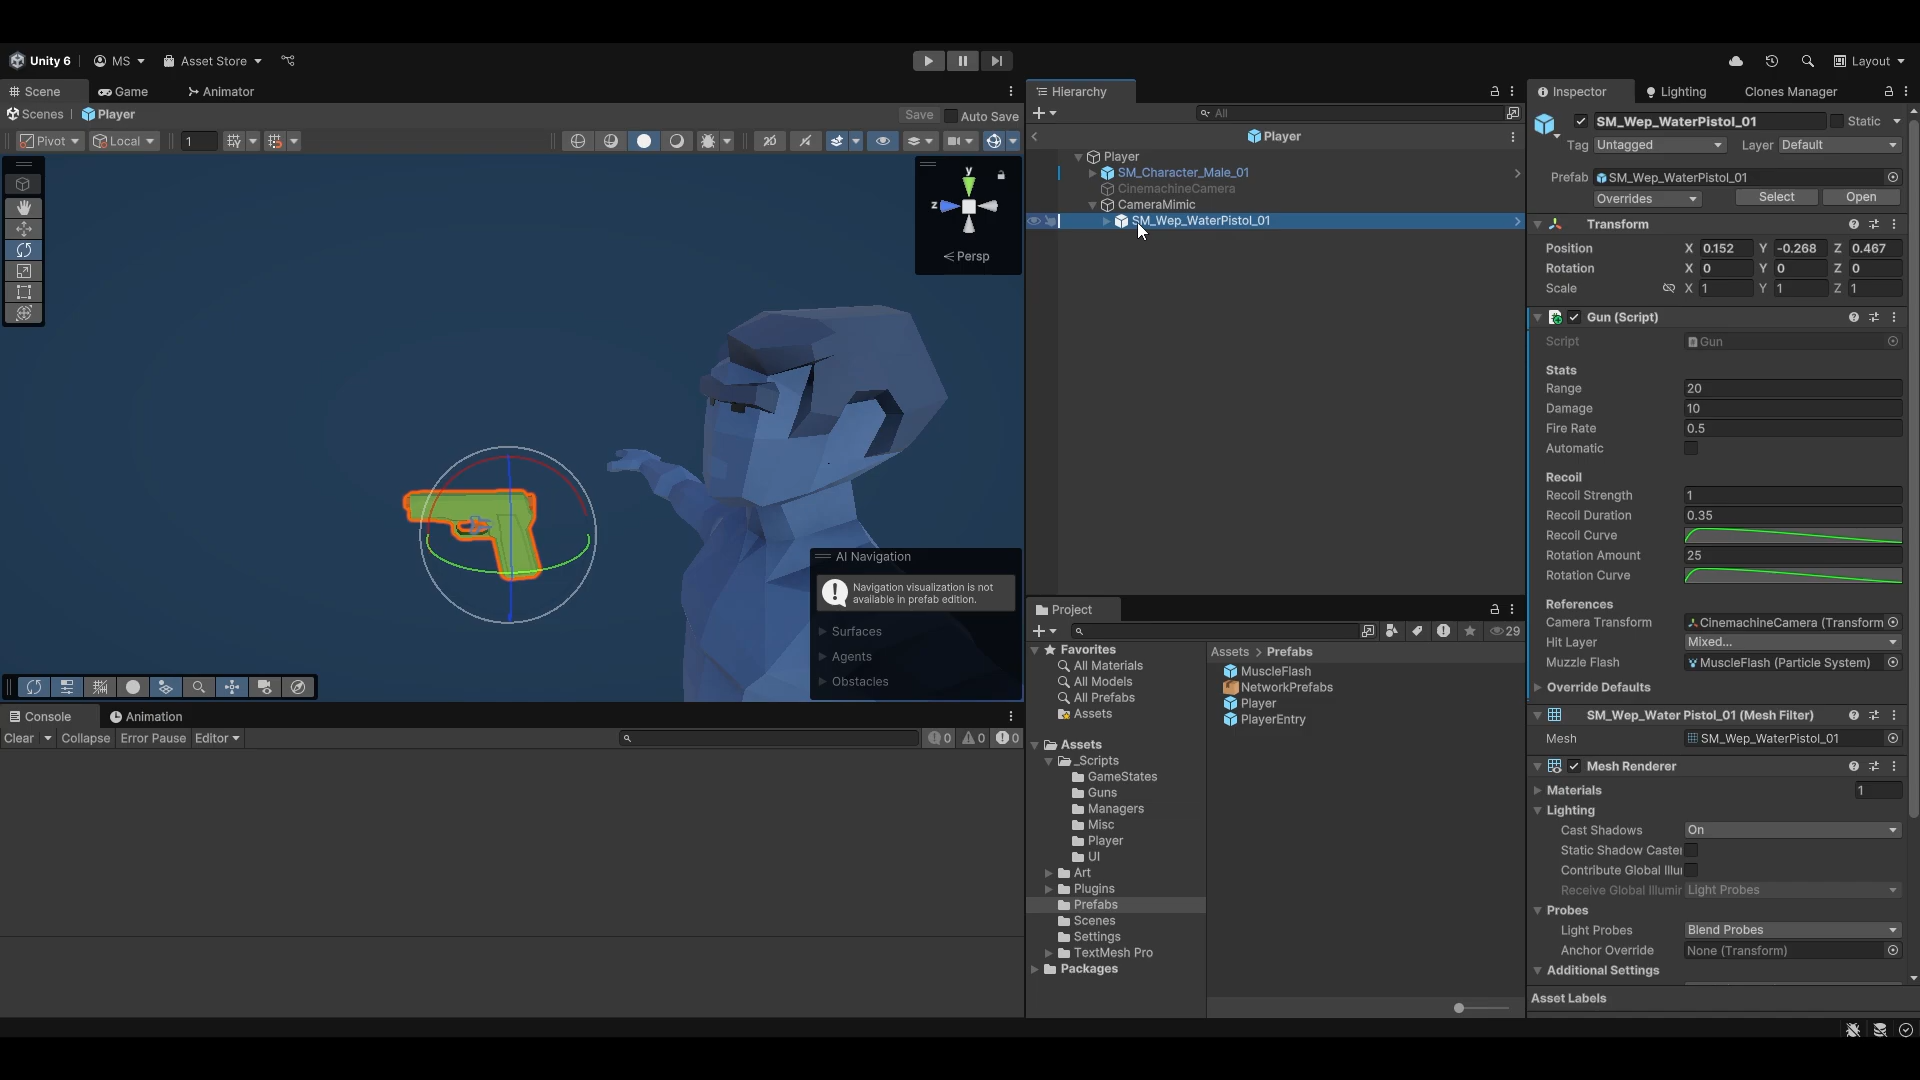 Unity 6 MS Asset Store Layout
Scene Game Animator
Scenes Player Save Auto Save
Pivot Local 1 2D
y
z
Persp
AI Navigation
Navigation visualization is not
available in prefab edition.
Surfaces
Agents
Obstacles
Console Animation
Clear Collapse Error Pause Editor 0 0 0
Hierarchy
All
Player
Player
SM_Character_Male_01
CinemachineCamera
CameraMimic
SM_Wep_WaterPistol_01
Project
29
Favorites
All Materials
All Models
All Prefabs
Assets
Assets
_Scripts
GameStates
Guns
Managers
Misc
Player
UI
Art
Plugins
Prefabs
Scenes
Settings
TextMesh Pro
Packages
Assets > Prefabs
MuscleFlash
NetworkPrefabs
Player
PlayerEntry
Inspector Lighting Clones Manager
SM_Wep_WaterPistol_01 Static
Tag Untagged Layer Default
Prefab SM_Wep_WaterPistol_01
Overrides Select Open
Transform
Position X 0.152 Y -0.268 Z 0.467
Rotation X 0 Y 0 Z 0
Scale X 1 Y 1 Z 1
Gun (Script)
Script Gun
Stats
Range 20
Damage 10
Fire Rate 0.5
Automatic
Recoil
Recoil Strength 1
Recoil Duration 0.35
Recoil Curve
Rotation Amount 25
Rotation Curve
References
Camera Transform CinemachineCamera (Transform
Hit Layer Mixed...
Muzzle Flash MuscleFlash (Particle System)
Override Defaults
SM_Wep_Water Pistol_01 (Mesh Filter)
Mesh SM_Wep_WaterPistol_01
Mesh Renderer
Materials 1
Lighting
Cast Shadows On
Static Shadow Caster
Contribute Global Illu
Receive Global Illumir Light Probes
Probes
Light Probes Blend Probes
Anchor Override None (Transform)
Additional Settings
Asset Labels